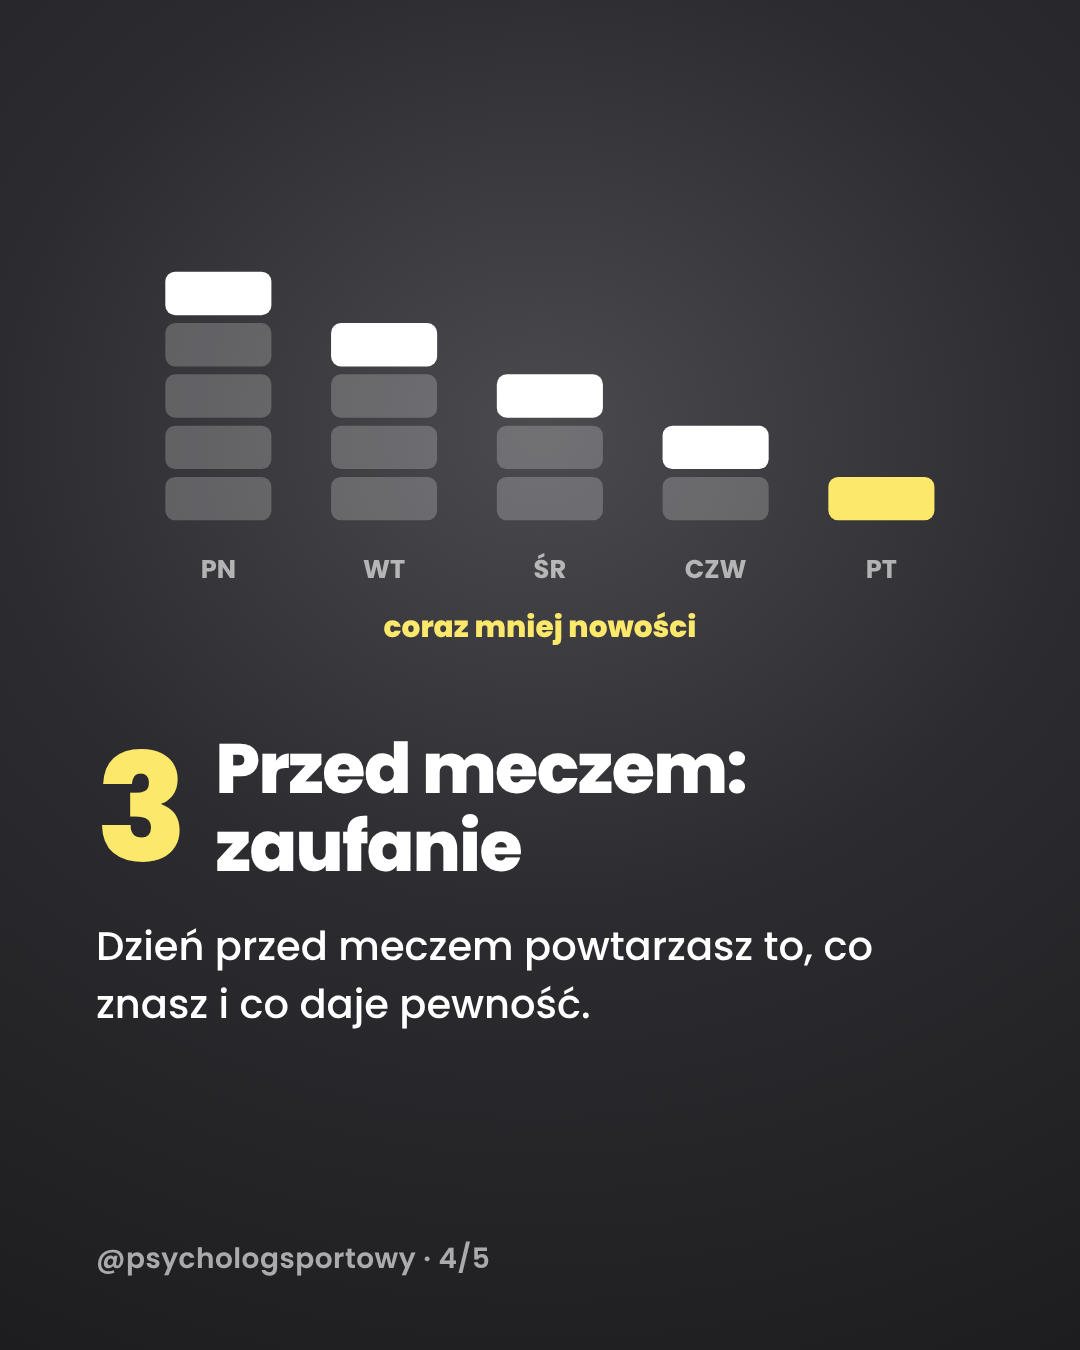 PN WT ŚR CZW PT
coraz mniej nowości
3 Przed meczem:
zaufanie
Dzień przed meczem powtarzasz to, co
znasz i co daje pewność.
@psychologsportowy · 4/5